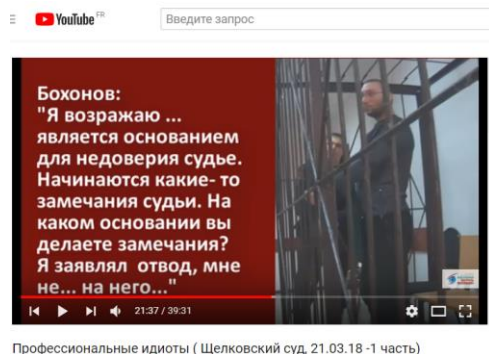 YouTube FR
Введите запрос
Бохонов:
"Я возражаю ...
является основанием
для недоверия судье.
Начинаются какие- то
замечания судьи. На
каком основании вы
делаете замечания?
Я заявлял отвод, мне
не... на него..."
21:37 / 39:31
Профессиональные идиоты ( Щелковский суд, 21.03.18 -1 часть)